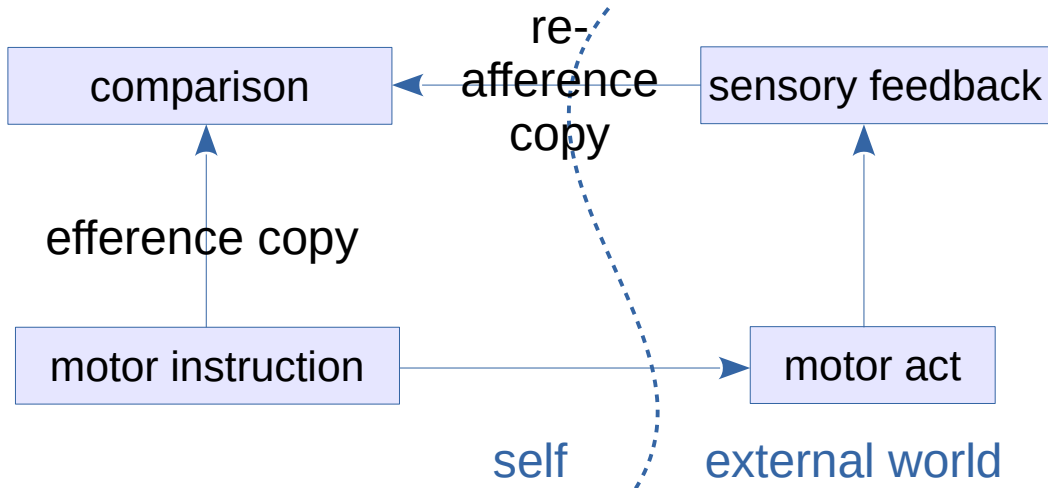 re-
afference
copy
comparison
sensory feedback
efference copy
motor instruction
motor act
self
external world